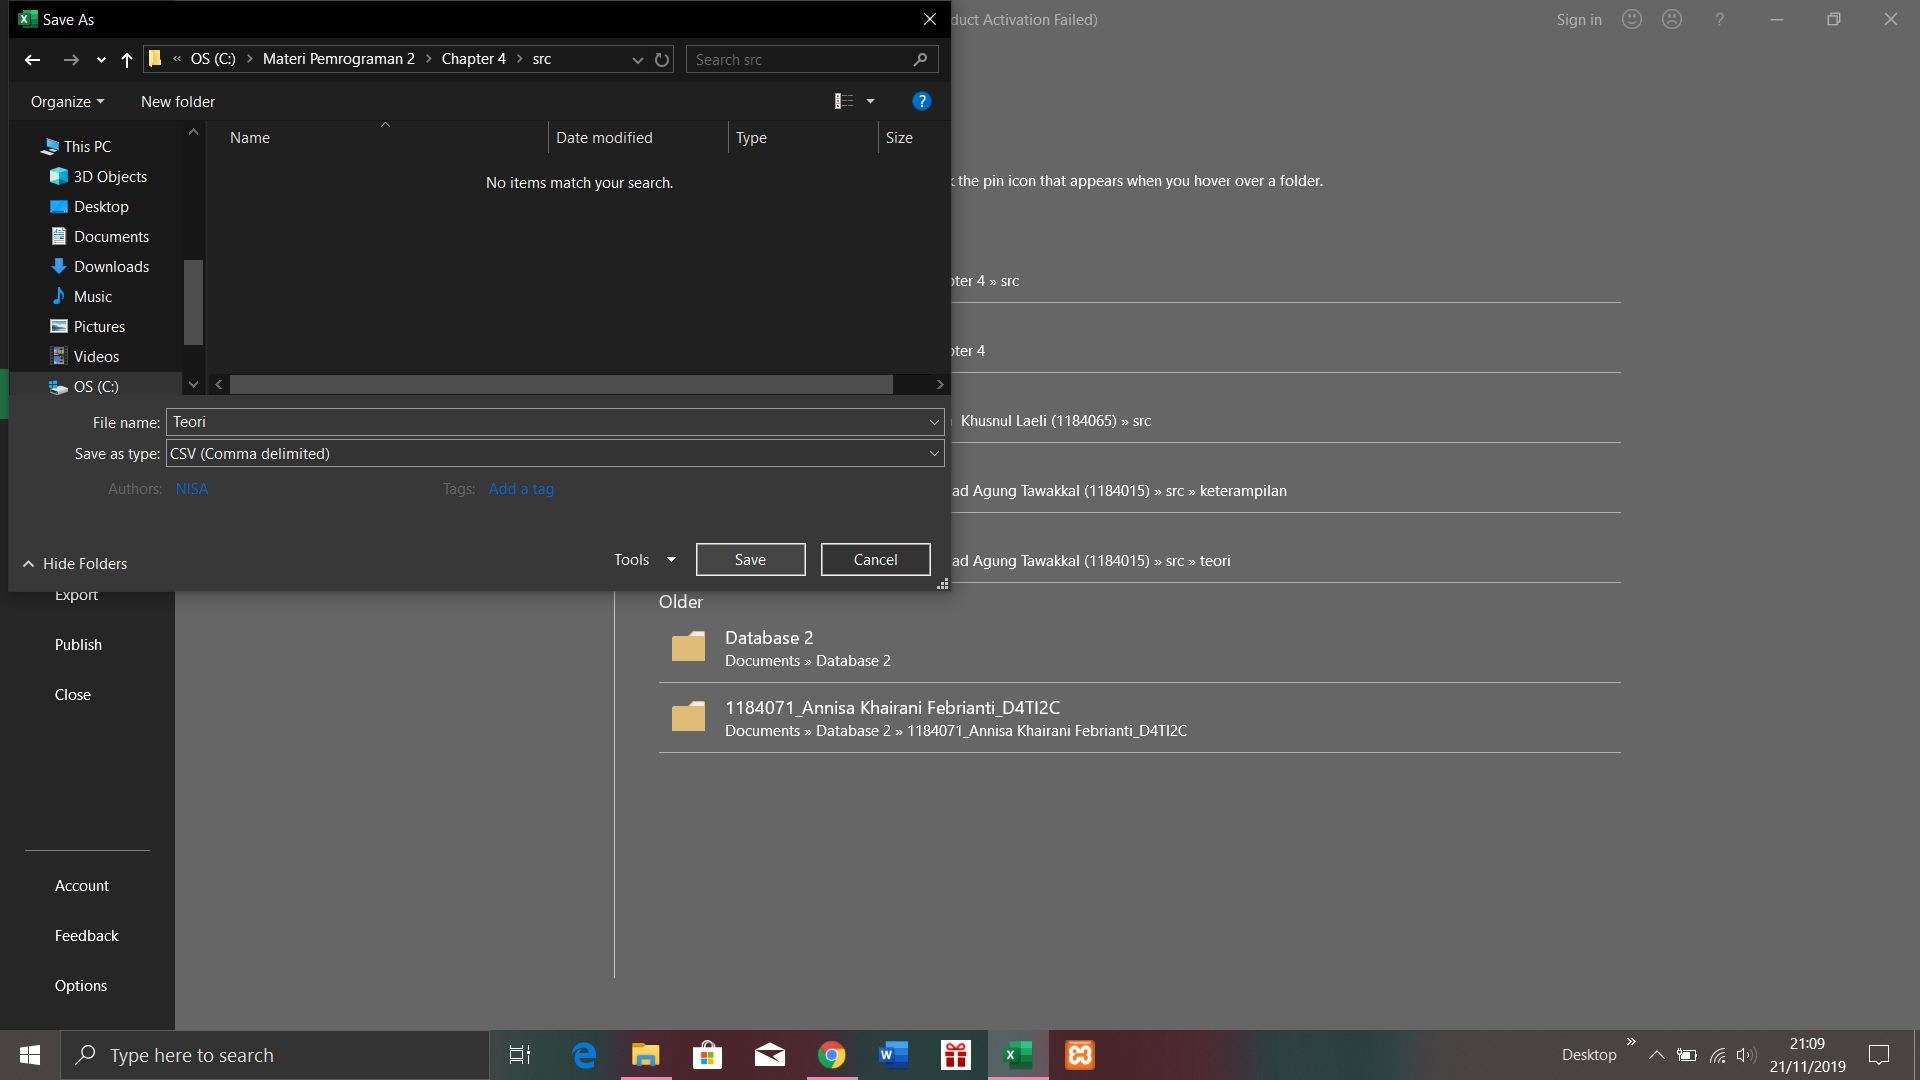 Save As
duct Activation Failed)
Sign in
?
« OS (C:) > Materi Pemrograman 2 > Chapter 4 > src
Search src
Organize
New folder
?
Name
Date modified
Type
Size
No items match your search.
This PC
3D Objects
Desktop
Documents
Downloads
Music
Pictures
Videos
OS (C:)
File name: Teori
Save as type: CSV (Comma delimited)
Authors: NISA
Tags: Add a tag
Hide Folders
Tools
Save
Cancel
the pin icon that appears when you hover over a folder.
pter 4 » src
pter 4
Khusnul Laeli (1184065) » src
ad Agung Tawakkal (1184015) » src » keterampilan
ad Agung Tawakkal (1184015) » src » teori
Older
Database 2
Documents » Database 2
1184071_Annisa Khairani Febrianti_D4TI2C
Documents » Database 2 » 1184071_Annisa Khairani Febrianti_D4TI2C
Export
Publish
Close
Account
Feedback
Options
Type here to search
Desktop
»
21:09
21/11/2019